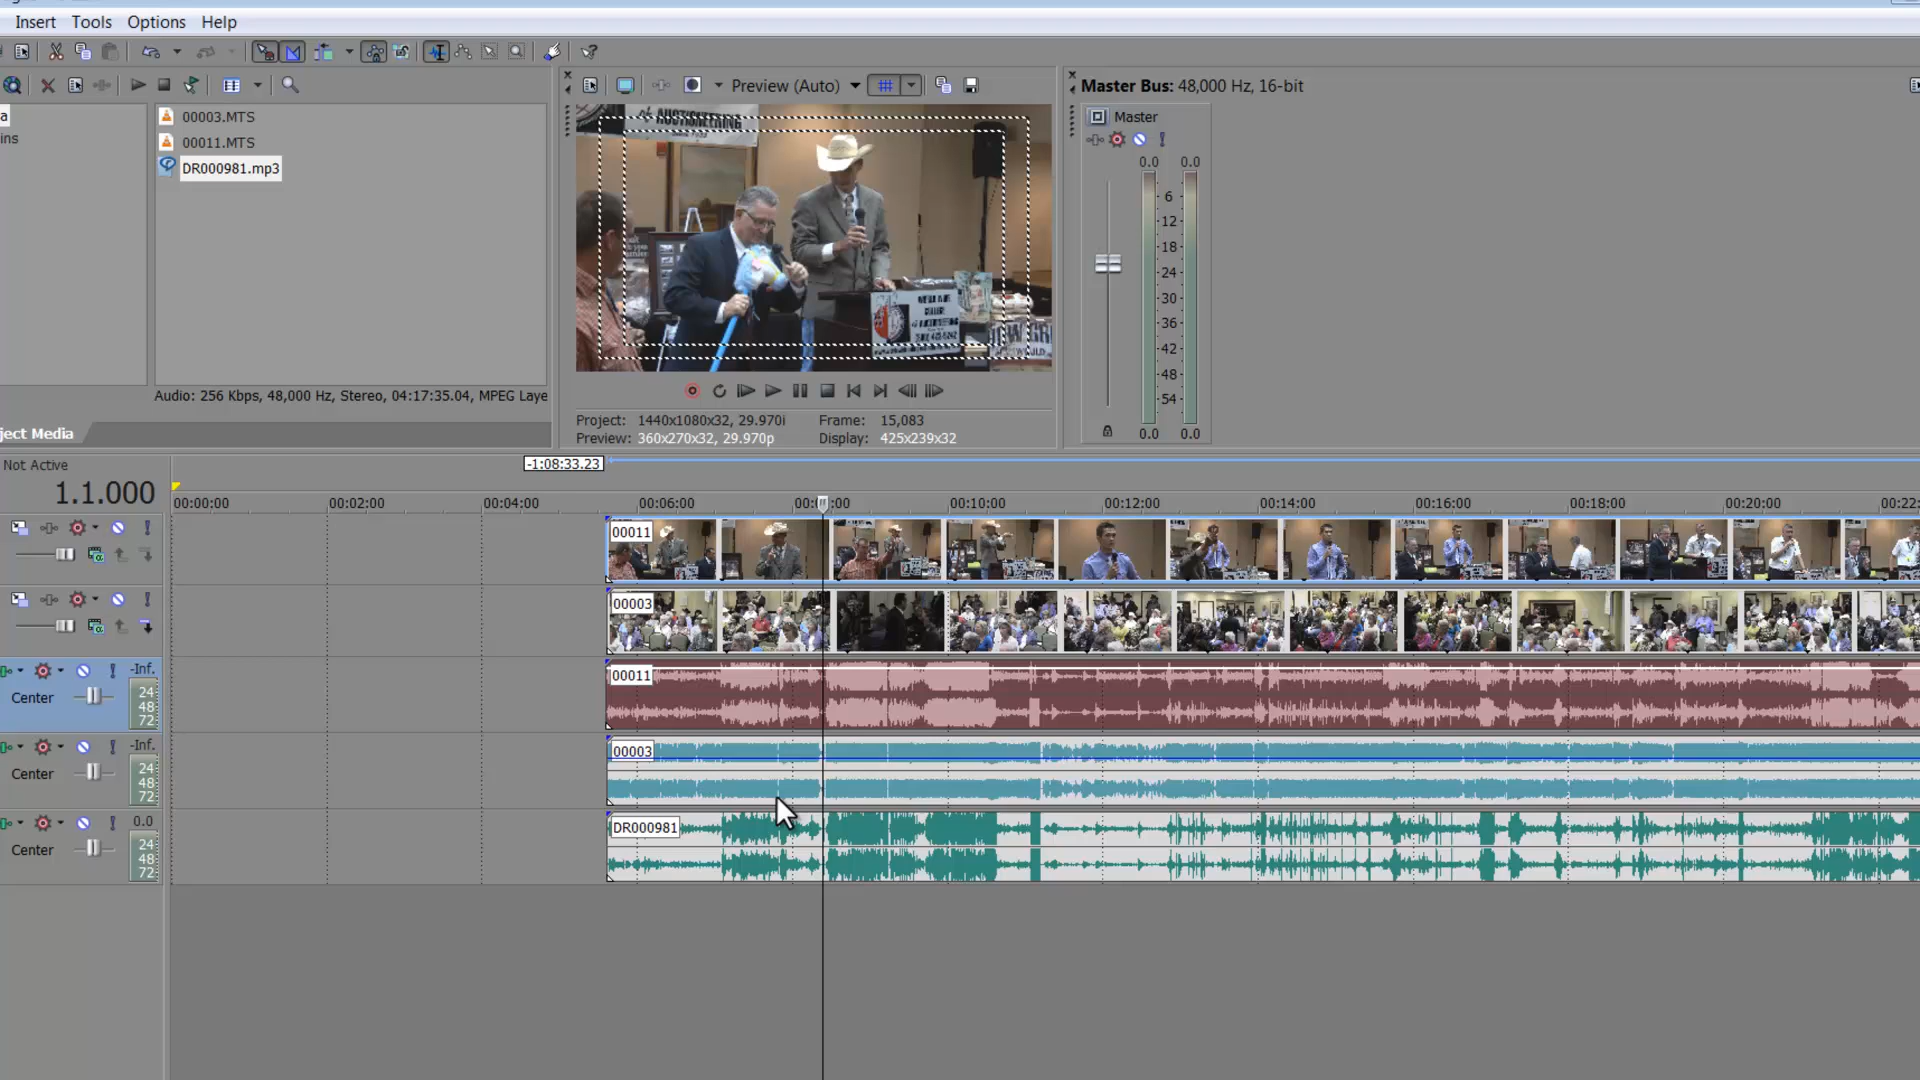 Insert Tools Options Help
Preview (Auto)
Master Bus: 48,000 Hz, 16-bit
a
ins
00003.MTS
00011.MTS
DR000981.mp3
AUCTIONEERING
Master
0.0 0.0
6
12
18
24
30
36
42
48
54
0.0 0.0
Audio: 256 Kbps, 48,000 Hz, Stereo, 04:17:35.04, MPEG Laye
ject Media
Project: 1440x1080x32, 29.970i Frame: 15,083
Preview: 360x270x32, 29.970p Display: 425x239x32
Not Active
-1:08:33.23
1.1.000
00:00:00 00:02:00 00:04:00 00:06:00 00:10:00 00:12:00 00:14:00 00:16:00 00:18:00 00:20:00 00:22:
00011
00003
-Inf.
00011
Center
24
48
72
-Inf.
00003
Center
24
48
72
0.0
DR000981
Center
24
48
72